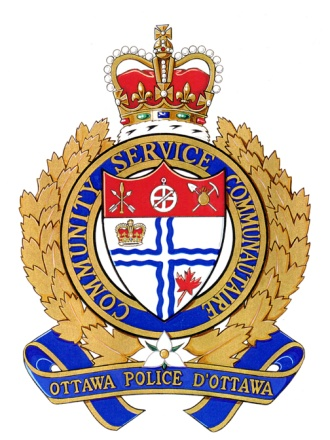 COMMUNITY SERVICE COMMUNAUTAIRE
OTTAWA POLICE D'OTTAWA